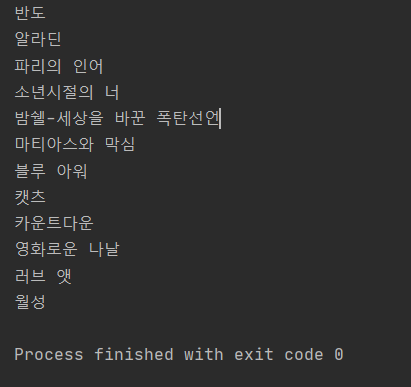 반도
알라딘
파리의 인어
소년시절의 너
밤쉘-세상을 바꾼 폭탄선언
마티아스와 막심
블루 아워
캣츠
카운트다운
영화로운 나날
러브 앳
월성
Process finished with exit code 0